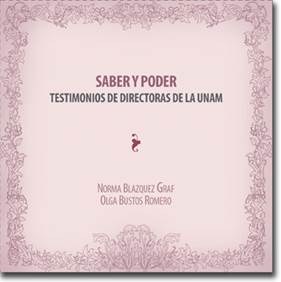 SABER Y PODER
TESTIMONIOS DE DIRECTORAS DE LA UNAM
NORMA BLAZQUEZ GRAF
OLGA BUSTOS ROMERO